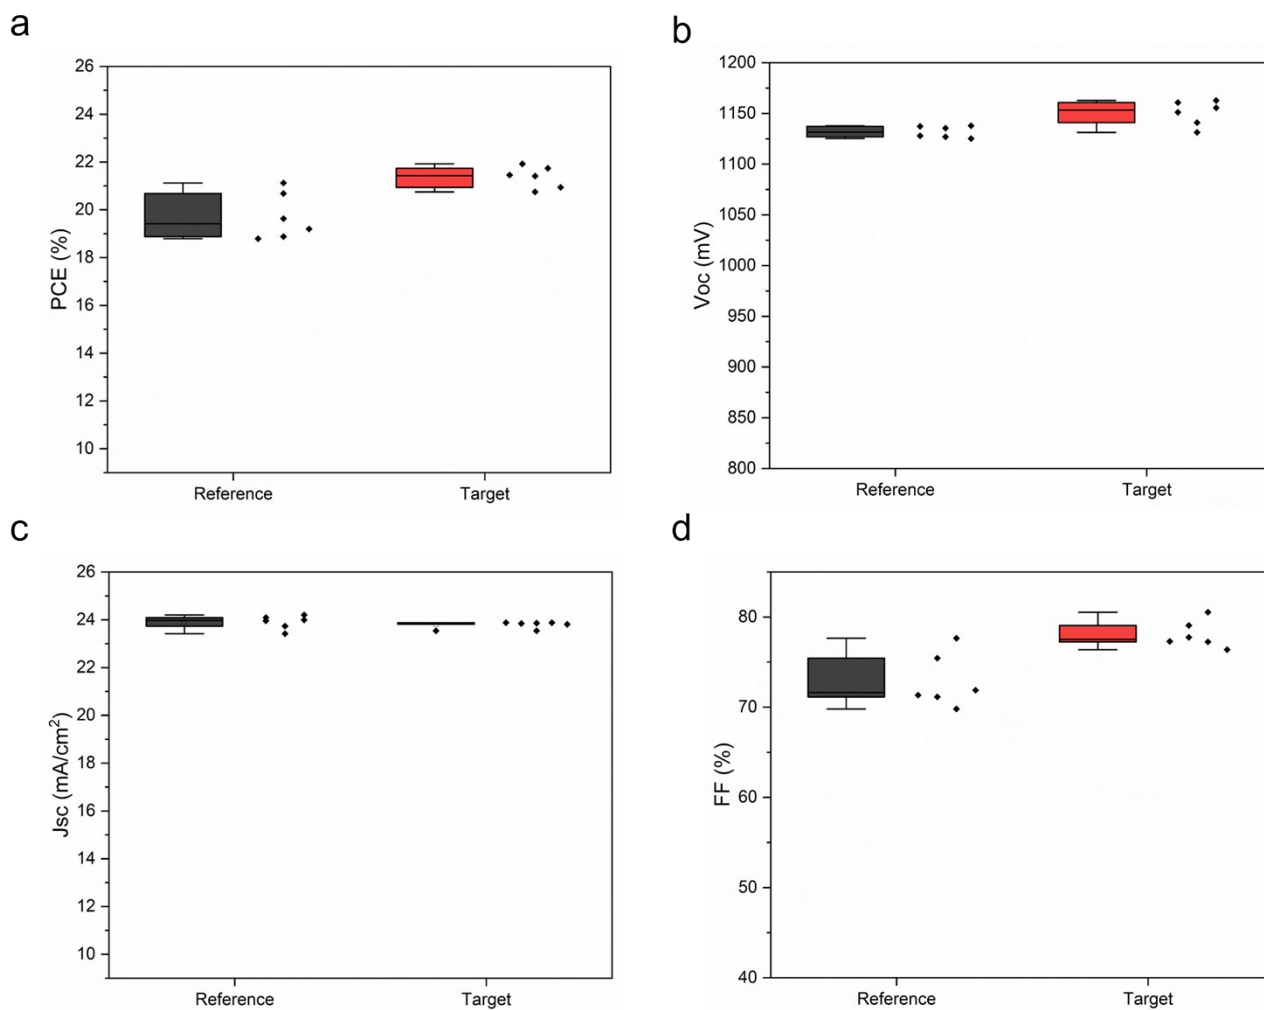 a
26
24
22
20
18
16
14
12
10
PCE (%)
Reference
Target
b
1200
1150
1100
1050
1000
950
900
850
800
Voc (mV)
Reference
Target
c
26
24
22
20
18
16
14
12
10
Jsc (mA/cm²)
Reference
Target
d
80
70
60
50
40
FF (%)
Reference
Target